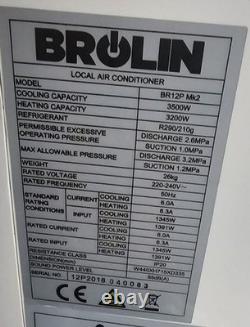 BROLIN
LOCAL AIR CONDITIONER
MODEL BR12P Mk2
COOLING CAPACITY 3500W
HEATING CAPACITY 3200W
REFRIGERANT R290/210g
PERMISSIBLE EXCESSIVE OPERATING PRESSURE DISCHARGE 2.6MPa
SUCTION 1.0MPa
MAX ALLOWABLE PRESSURE DISCHARGE 3.2MPa
SUCTION 1.2MPa
WEIGHT 26kg
RATED VOLTAGE 220-240V~
RATED FREQUENCY 50Hz
STANDARD RATING CONDITIONS CURRENT COOLING 6.0A
HEATING 6.3A
INPUT COOLING 1345W
HEATING 1391W
RATED CURRENT COOLING 6.0A
HEATING 6.3A
RATED INPUT COOLING 1345W
HEATING 1391W
RESISTANCE CLASS IP20
DIMENSION(mm)
SOUND POWER LEVEL
SERIAL NO. 12P2018 040083
CE